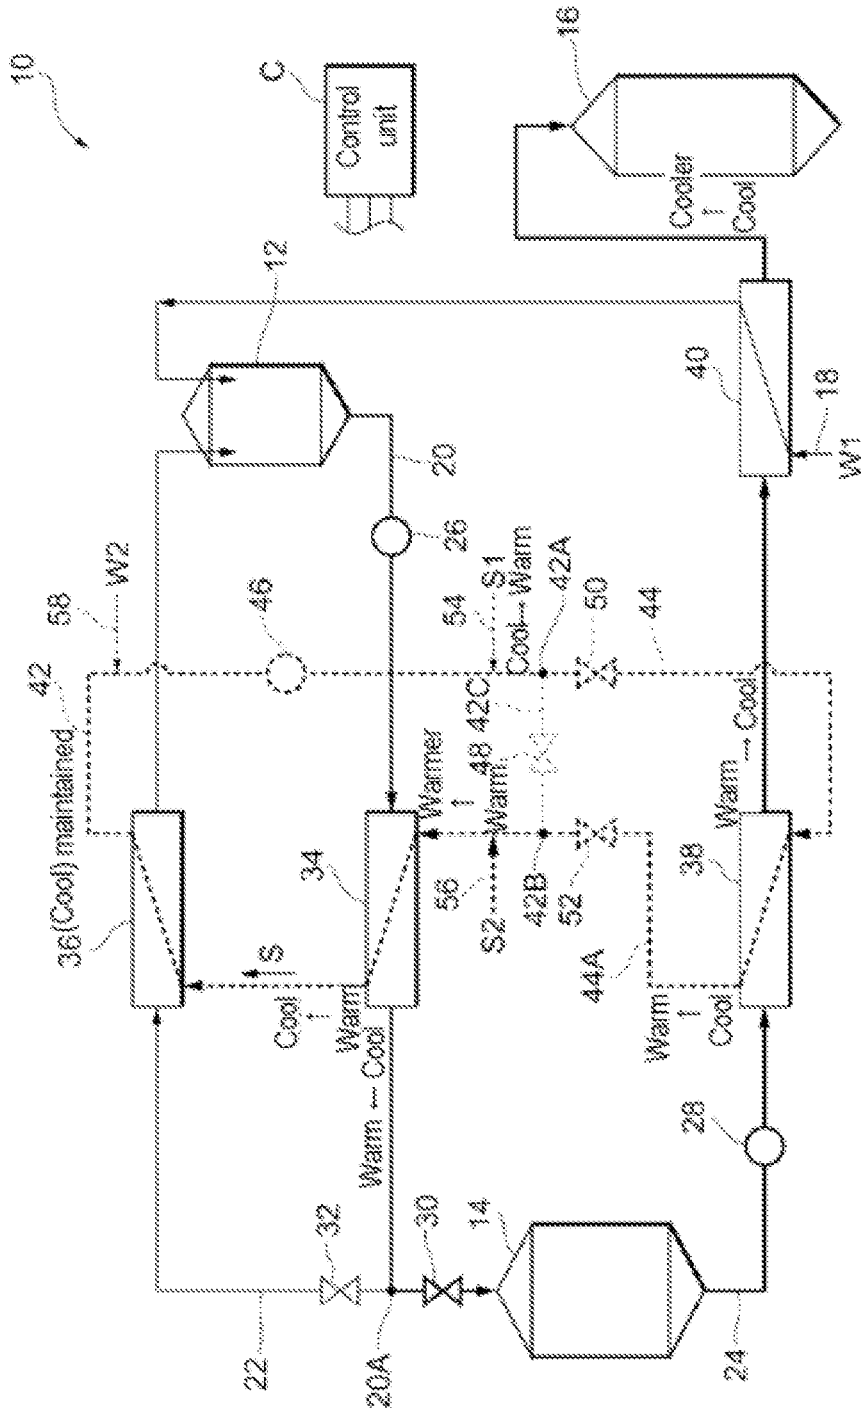 10
C
Control
unit
16
Cooler
↑
Cool
12
58
W2
42
(Cool) maintained
36
46
20
26
S
Cool
↑
Warm
34
Warm ← Cool
Warmer
↑
Warm
42C
48
54
S1
Cool → Warm
42A
56
S2
42B
52
50
44
44A
Warm
↑
Cool
38
Warm → Cool
40
18
W1
32
22
20A
30
14
24
28